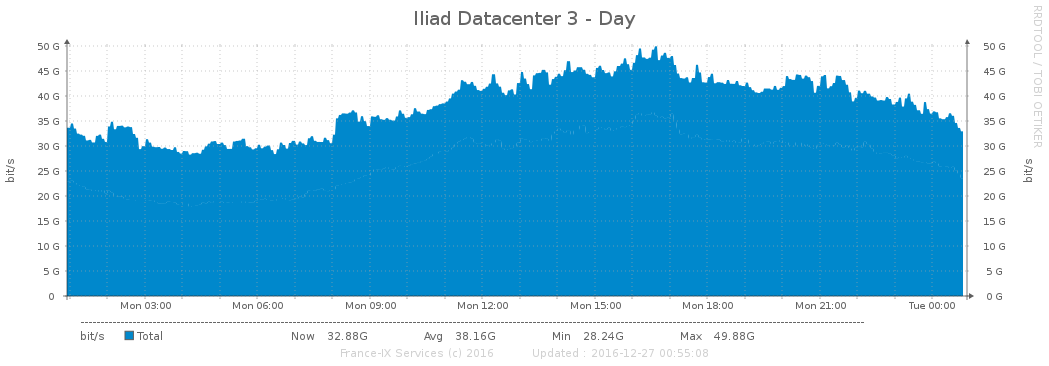 Iliad Datacenter 3 - Day
RRDTOOL / TOBI OETIKER
50 G 50 G
45 G 45 G
40 G 40 G
35 G 35 G
30 G 30 G
25 G 25 G
20 G 20 G
15 G 15 G
10 G 10 G
5 G 5 G
0 0 G
bit/s bit/s
Mon 03:00 Mon 06:00 Mon 09:00 Mon 12:00 Mon 15:00 Mon 18:00 Mon 21:00 Tue 00:00
bit/s Total Now 32.88G Avg 38.16G Min 28.24G Max 49.88G
France-IX Services (c) 2016 Updated : 2016-12-27 00:55:08